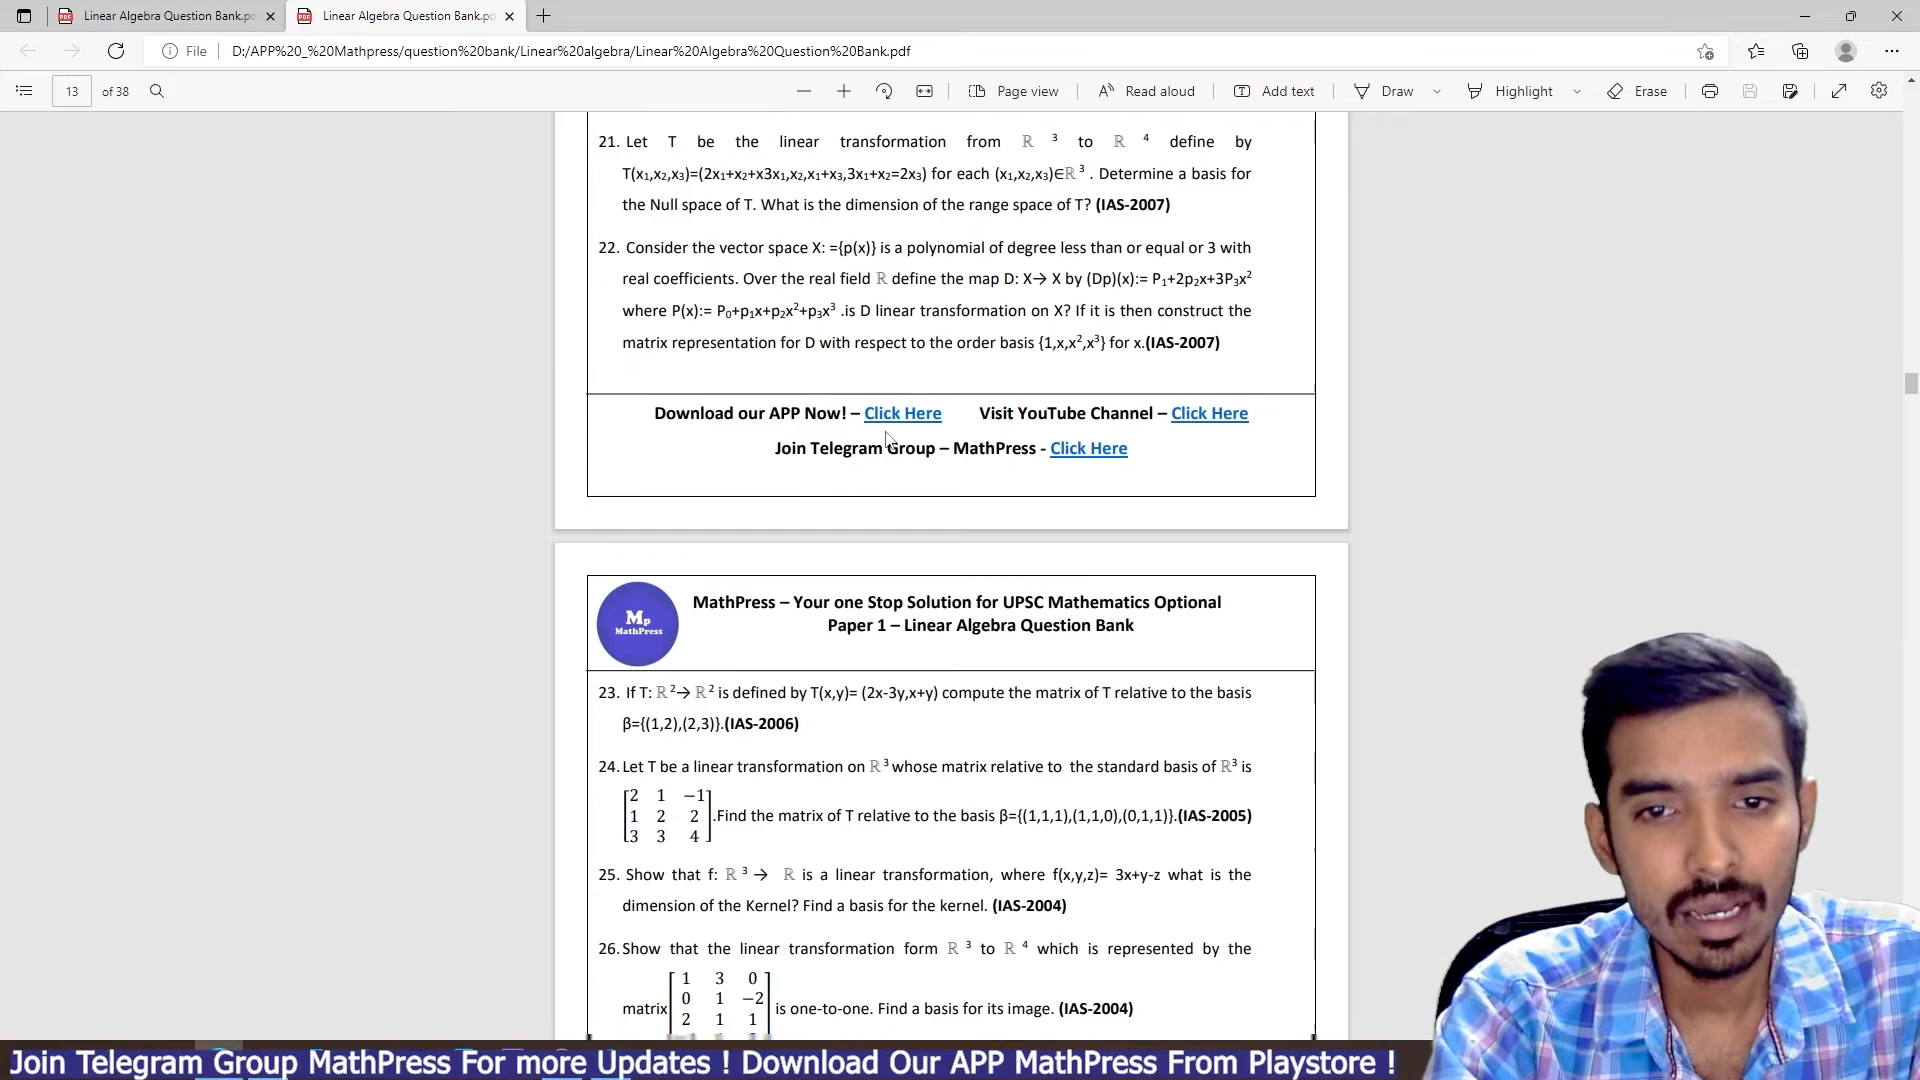 Linear Algebra Question Bank.pd
Linear Algebra Question Bank.pd
File
D:/APP%20_%20Mathpress/question%20bank/Linear%20algebra/Linear%20Algebra%20Question%20Bank.pdf
13 of 38
Page view
Read aloud
Add text
Draw
Highlight
Erase
21. Let T be the linear transformation from ℝ ³ to ℝ ⁴ define by
T(x₁,x₂,x₃)=(2x₁+x₂+x3x₁,x₂,x₁+x₃,3x₁+x₂=2x₃) for each (x₁,x₂,x₃)∈ℝ ³ . Determine a basis for
the Null space of T. What is the dimension of the range space of T? (IAS-2007)
22. Consider the vector space X: ={p(x)} is a polynomial of degree less than or equal or 3 with
real coefficients. Over the real field ℝ define the map D: X→ X by (Dp)(x):= P₁+2p₂x+3P₃x²
where P(x):= P₀+p₁x+p₂x²+p₃x³ .is D linear transformation on X? If it is then construct the
matrix representation for D with respect to the order basis {1,x,x²,x³} for x.(IAS-2007)
Download our APP Now! – Click Here Visit YouTube Channel – Click Here
Join Telegram Group – MathPress - Click Here
Mp
MathPress
MathPress – Your one Stop Solution for UPSC Mathematics Optional
Paper 1 – Linear Algebra Question Bank
23. If T: ℝ ²→ ℝ ² is defined by T(x,y)= (2x-3y,x+y) compute the matrix of T relative to the basis
β={(1,2),(2,3)}.(IAS-2006)
24. Let T be a linear transformation on ℝ ³ whose matrix relative to the standard basis of ℝ³ is
2 1 −1
1 2 2 .Find the matrix of T relative to the basis β={(1,1,1),(1,1,0),(0,1,1)}.(IAS-2005)
3 3 4
25. Show that f: ℝ ³ → ℝ is a linear transformation, where f(x,y,z)= 3x+y-z what is the
dimension of the Kernel? Find a basis for the kernel. (IAS-2004)
26. Show that the linear transformation form ℝ ³ to ℝ ⁴ which is represented by the
1 3 0
0 1 −2
matrix is one-to-one. Find a basis for its image. (IAS-2004)
2 1 1
Join Telegram Group MathPress For more Updates ! Download Our APP MathPress From Playstore !